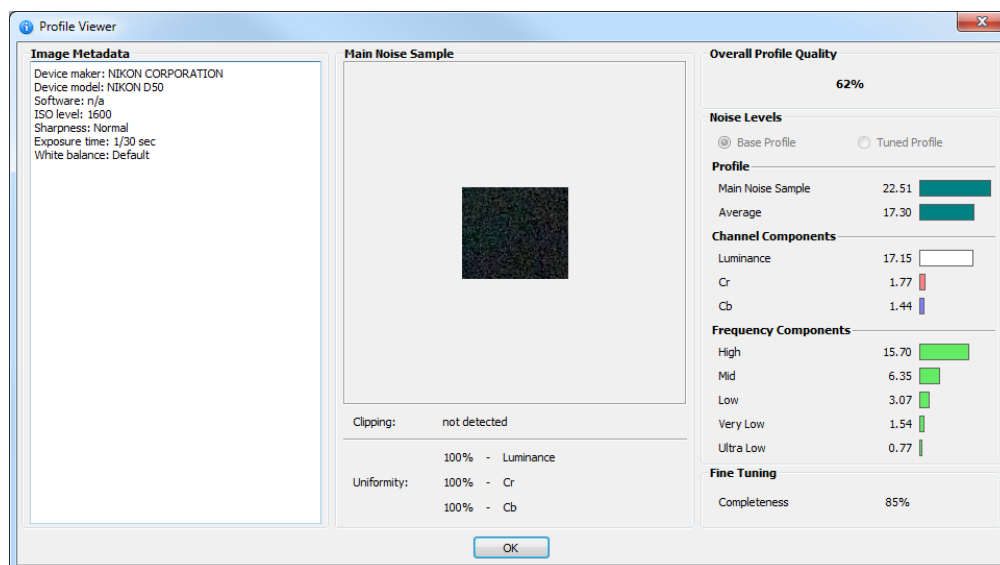 Profile Viewer
Image Metadata
Device maker: NIKON CORPORATION
Device model: NIKON D50
Software: n/a
ISO level: 1600
Sharpness: Normal
Exposure time: 1/30 sec
White balance: Default
Main Noise Sample
Clipping: not detected
100% - Luminance
Uniformity: 100% - Cr
100% - Cb
Overall Profile Quality
62%
Noise Levels
Base Profile Tuned Profile
Profile
Main Noise Sample 22.51
Average 17.30
Channel Components
Luminance 17.15
Cr 1.77
Cb 1.44
Frequency Components
High 15.70
Mid 6.35
Low 3.07
Very Low 1.54
Ultra Low 0.77
Fine Tuning
Completeness 85%
OK